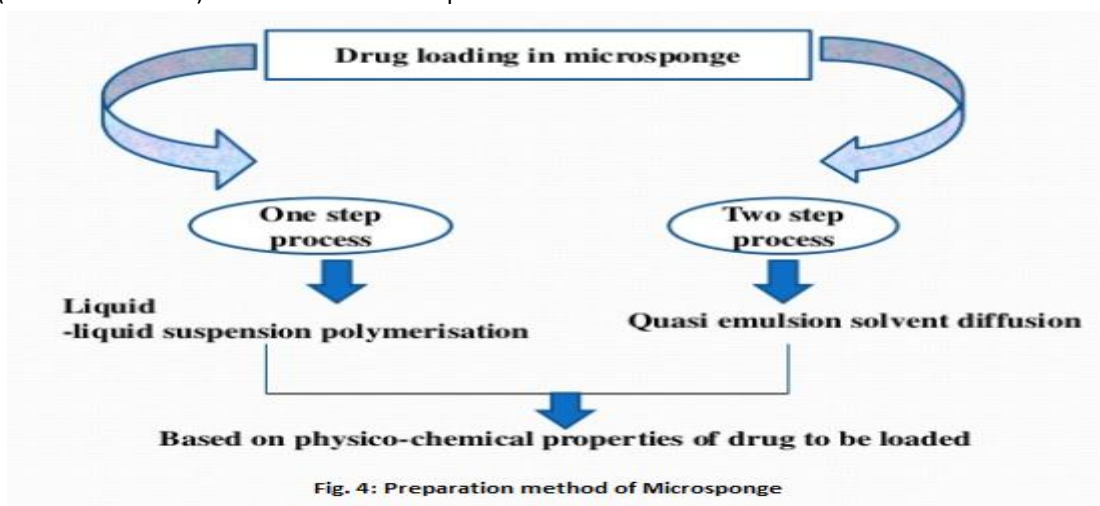 Drug loading in microsponge
One step
process
Two step
process
Liquid
-liquid suspension polymerisation
Quasi emulsion solvent diffusion
Based on physico-chemical properties of drug to be loaded
Fig. 4: Preparation method of Microsponge